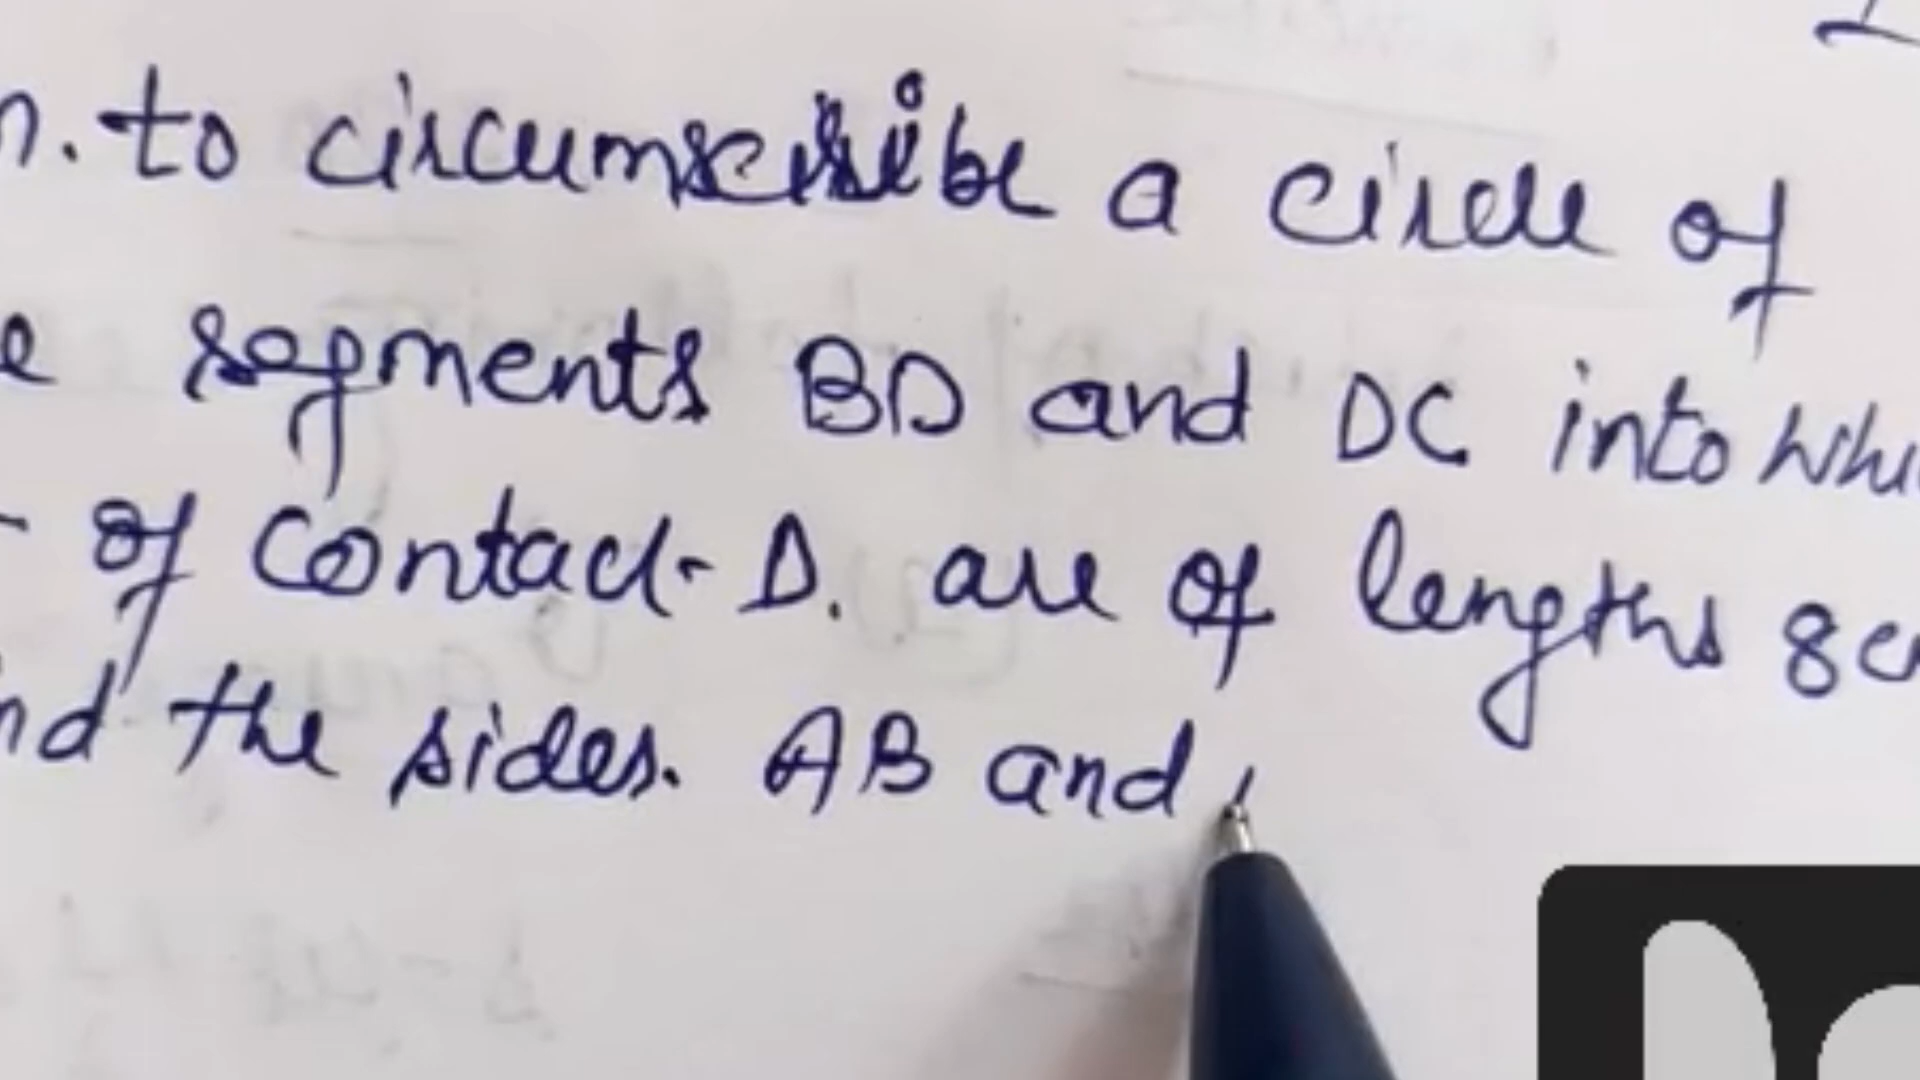 n. to circumscribe a circle of
e segments BD and DC into whi
of contact D. are of lengths 8c
nd the sides. AB and